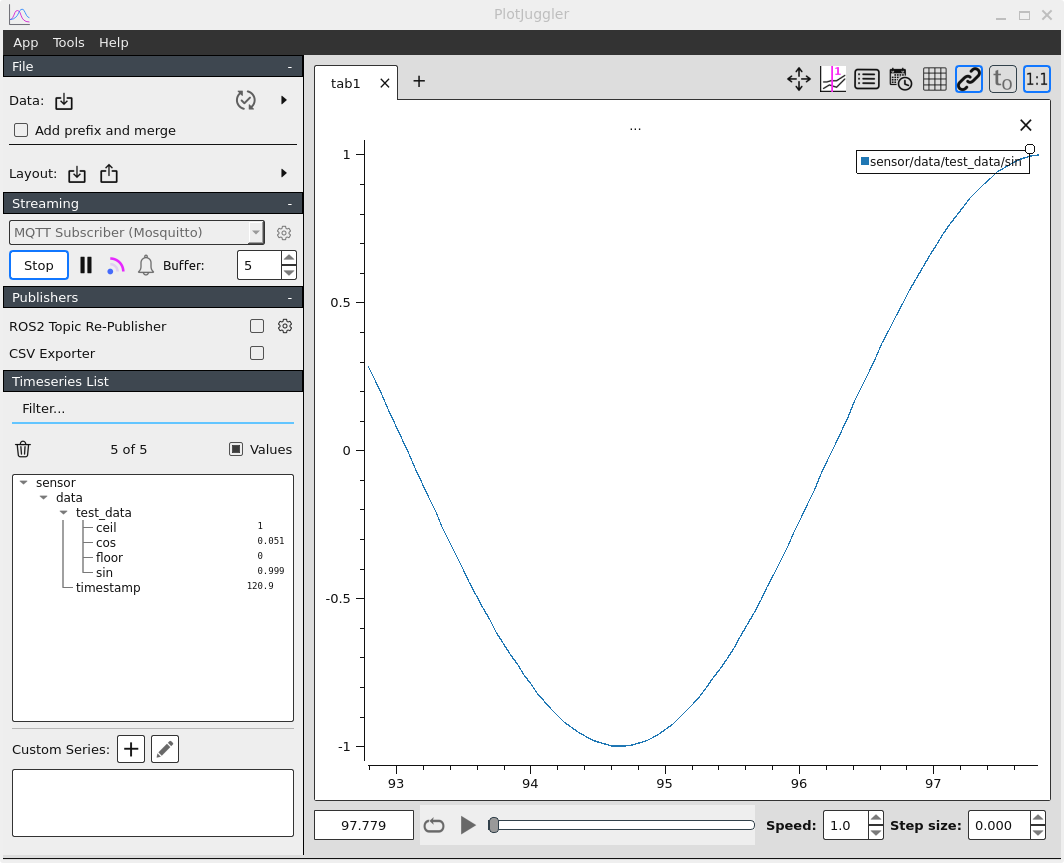 PlotJuggler
App Tools Help
File -
Data:
Add prefix and merge
Layout:
Streaming -
MQTT Subscriber (Mosquitto)
Stop Buffer: 5
Publishers -
ROS2 Topic Re-Publisher
CSV Exporter
Timeseries List
Filter...
5 of 5 Values
sensor
data
test_data
ceil 1
cos 0.051
floor 0
sin 0.999
timestamp 120.9
Custom Series:
tab1
1
t0
1:1
...
sensor/data/test_data/sin
1
0.5
0
-0.5
-1
93 94 95 96 97
97.779 Speed: 1.0 Step size: 0.000